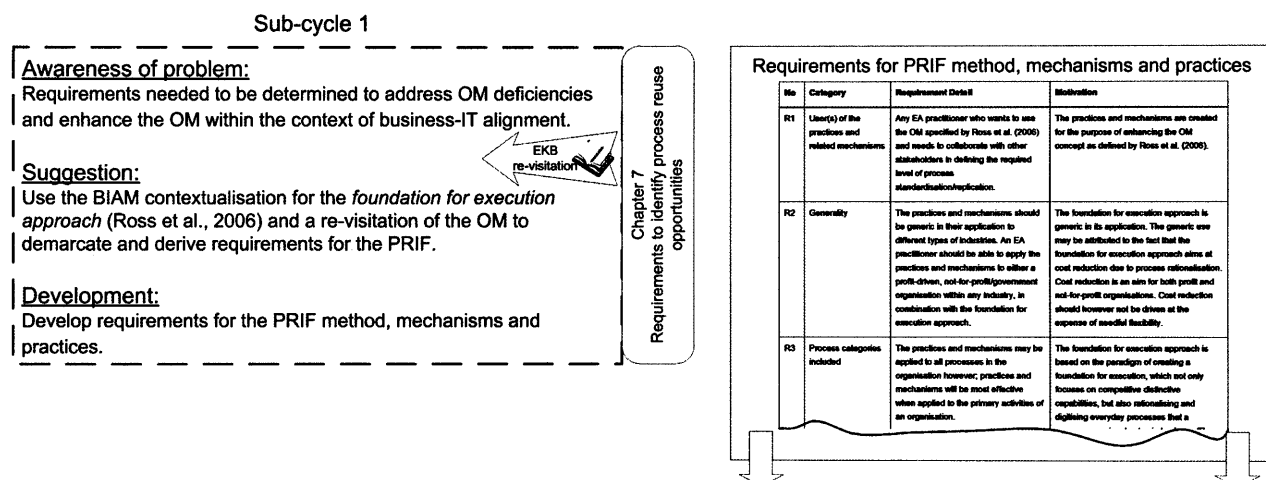 Sub-cycle 1
Awareness of problem:
Requirements needed to be determined to address OM deficiencies
and enhance the OM within the context of business-IT alignment.
EKB
re-visitation
Suggestion:
Use the BIAM contextualisation for the foundation for execution
approach (Ross et al., 2006) and a re-visitation of the OM to
demarcate and derive requirements for the PRIF.
Development:
Develop requirements for the PRIF method, mechanisms and
practices.
Chapter 7
Requirements to identify process reuse
opportunities
Requirements for PRIF method, mechanisms and practices
No Category Requirement Detail Motivation
R1
User(s) of the
practices and
related mechanisms
Any EA practitioner who wants to use
the OM specified by Ross et al. (2006)
and needs to collaborate with other
stakeholders in defining the required
level of process
standardisation/replication.
The practices and mechanisms are created
for the purpose of enhancing the OM
concept as defined by Ross et al. (2006).
R2
Generality
The practices and mechanisms should
be generic in their application to
different types of industries. An EA
practitioner should be able to apply the
practices and mechanisms to either a
profit-driven, not-for-profit/government
organisation within any industry, in
combination with the foundation for
execution approach.
The foundation for execution approach is
generic in its application. The generic use
may be attributed to the fact that the
foundation for execution approach aims at
cost reduction due to process rationalisation.
Cost reduction is an aim for both profit and
not-for-profit organisations. Cost reduction
should however not be driven at the
expense of needful flexibility.
R3
Process categories
included
The practices and mechanisms may be
applied to all processes in the
organisation however; practices and
mechanisms will be most effective
when applied to the primary activities of
an organisation.
The foundation for execution approach is
based on the paradigm of creating a
foundation for execution, which not only
focuses on competitive distinctive
capabilities, but also rationalising and
digitising everyday processes that a